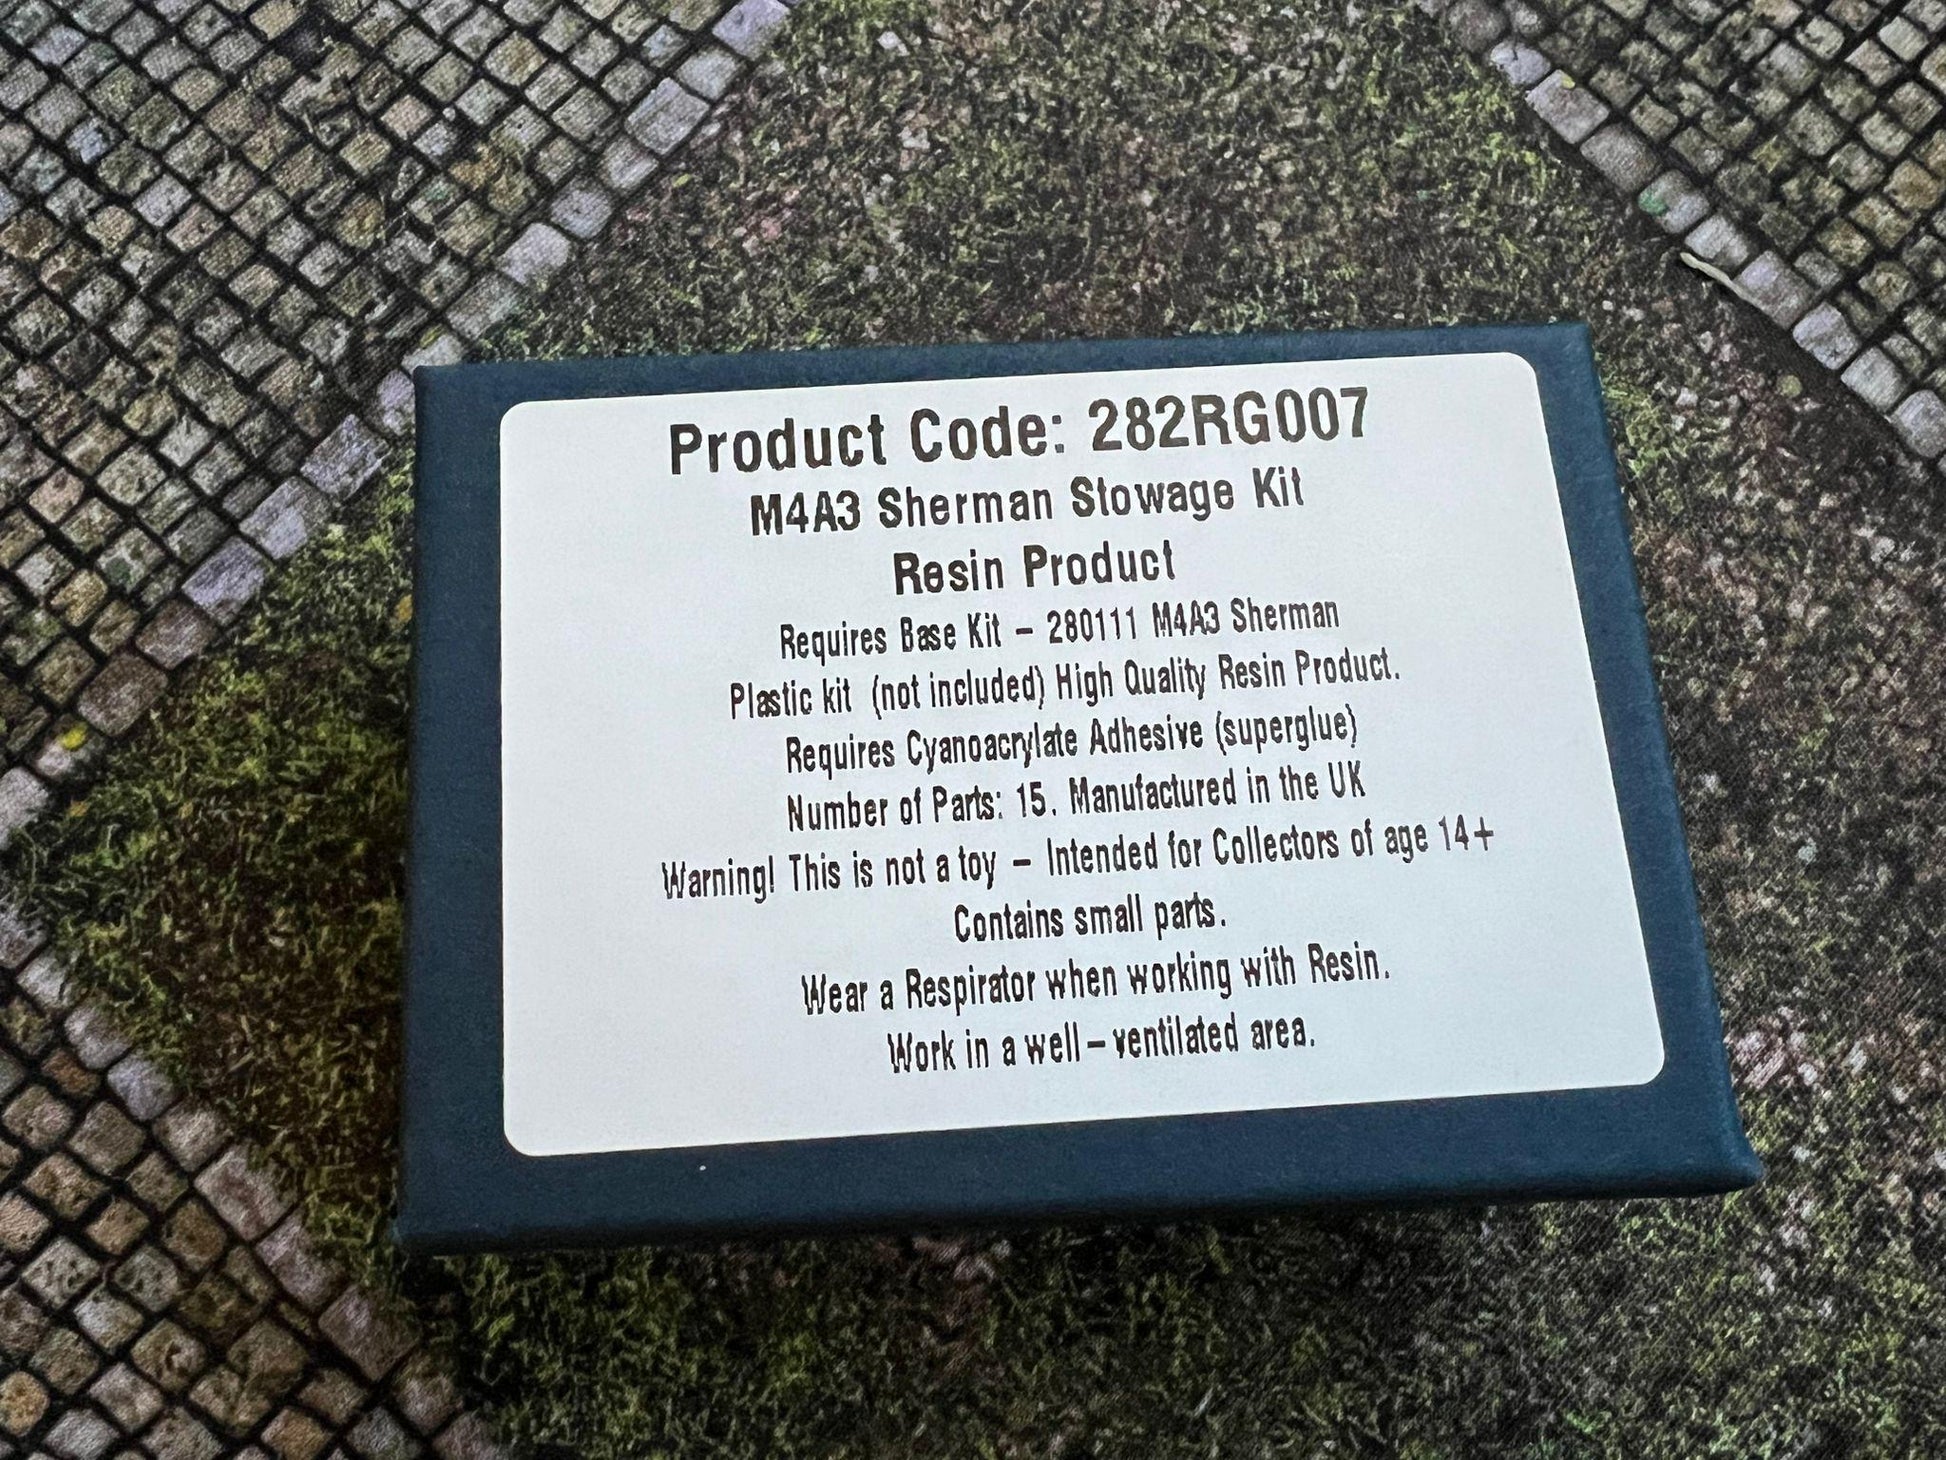 Product Code: 282RG007
M4A3 Sherman Stowage Kit
Resin Product
Requires Base Kit – 280111 M4A3 Sherman
Plastic kit (not included) High Quality Resin Product.
Requires Cyanoacrylate Adhesive (superglue)
Number of Parts: 15. Manufactured in the UK
Warning! This is not a toy – Intended for Collectors of age 14+
Contains small parts.
Wear a Respirator when working with Resin.
Work in a well–ventilated area.